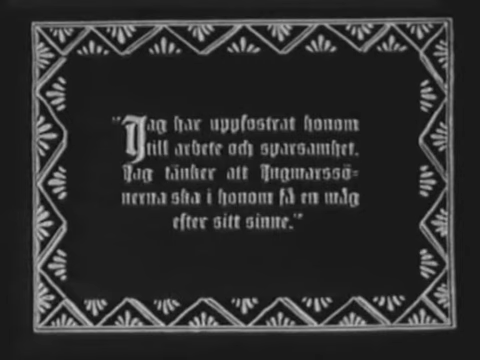 "Jag har uppfostrat honom
till arbete och sparsamhet.
Jag tänker att Ingmarssö=
nerna ska i honom få en måg
efter sitt sinne."